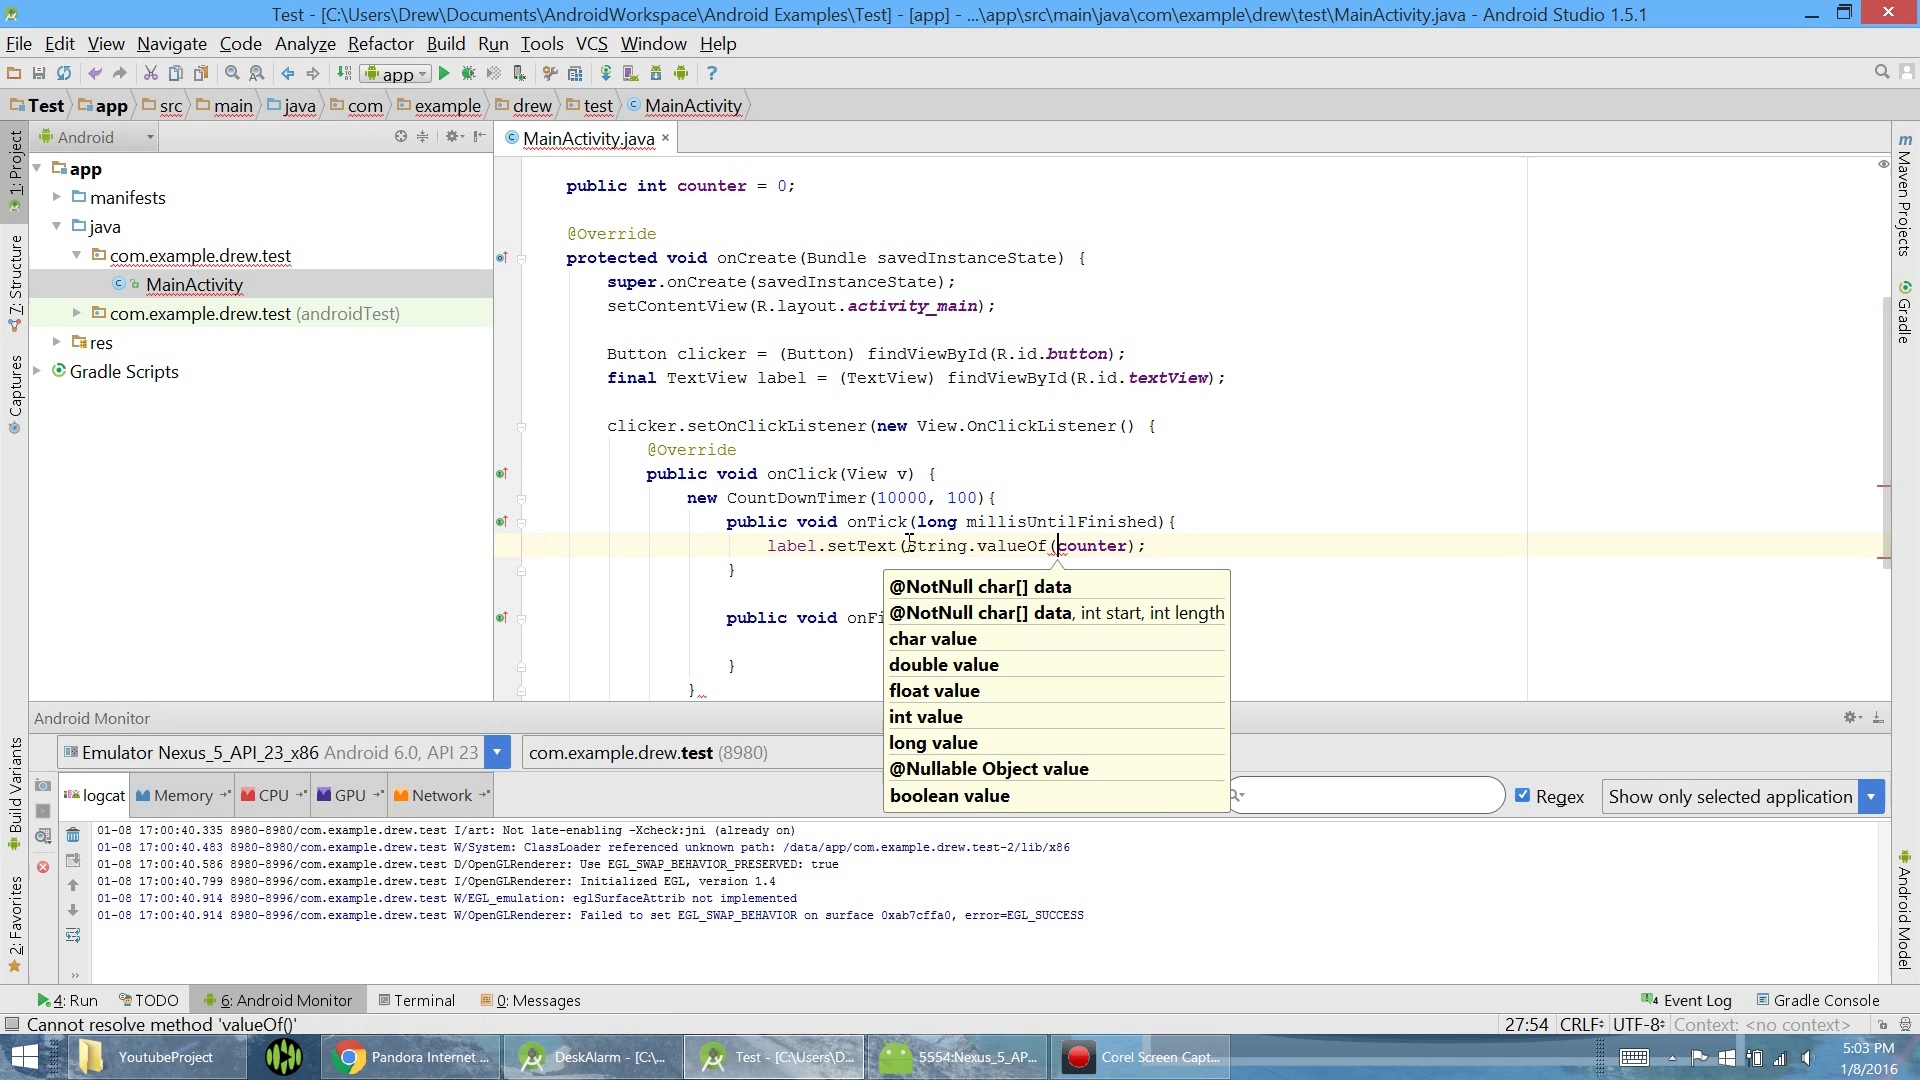 Test - [C:\Users\Drew\Documents\AndroidWorkspace\Android Examples\Test] - [app] - ...\app\src\main\java\com\example\drew\test\MainActivity.java - Android Studio 1.5.1
File Edit View Navigate Code Analyze Refactor Build Run Tools VCS Window Help
app
Test app src main java com example drew test MainActivity
1: Project
Android
MainActivity.java
app
manifests
java
com.example.drew.test
MainActivity
com.example.drew.test (androidTest)
res
Gradle Scripts
Z: Structure
Captures
Build Variants
2: Favorites
Maven Projects
Gradle
Android Model
public int counter = 0;
@Override
protected void onCreate(Bundle savedInstanceState) {
super.onCreate(savedInstanceState);
setContentView(R.layout.activity_main);
Button clicker = (Button) findViewById(R.id.button);
final TextView label = (TextView) findViewById(R.id.textView);
clicker.setOnClickListener(new View.OnClickListener() {
@Override
public void onClick(View v) {
new CountDownTimer(10000, 100){
public void onTick(long millisUntilFinished){
label.setText(String.valueOf(counter);
}
public void onFi
}
}
@NotNull char[] data
@NotNull char[] data, int start, int length
char value
double value
float value
int value
long value
@Nullable Object value
boolean value
Android Monitor
Emulator Nexus_5_API_23_x86 Android 6.0, API 23
com.example.drew.test (8980)
logcat Memory CPU GPU Network
Regex
Show only selected application
01-08 17:00:40.335 8980-8980/com.example.drew.test I/art: Not late-enabling -Xcheck:jni (already on)
01-08 17:00:40.483 8980-8980/com.example.drew.test W/System: ClassLoader referenced unknown path: /data/app/com.example.drew.test-2/lib/x86
01-08 17:00:40.586 8980-8996/com.example.drew.test D/OpenGLRenderer: Use EGL_SWAP_BEHAVIOR_PRESERVED: true
01-08 17:00:40.799 8980-8996/com.example.drew.test I/OpenGLRenderer: Initialized EGL, version 1.4
01-08 17:00:40.914 8980-8996/com.example.drew.test W/EGL_emulation: eglSurfaceAttrib not implemented
01-08 17:00:40.914 8980-8996/com.example.drew.test W/OpenGLRenderer: Failed to set EGL_SWAP_BEHAVIOR on surface 0xab7cffa0, error=EGL_SUCCESS
4: Run TODO 6: Android Monitor Terminal 0: Messages
4 Event Log Gradle Console
Cannot resolve method 'valueOf()'
27:54 CRLF UTF-8 Context: <no context>
YoutubeProject
Pandora Internet ...
DeskAlarm - [C:\...
Test - [C:\Users\D...
5554:Nexus_5_AP...
Corel Screen Capt...
5:03 PM
1/8/2016